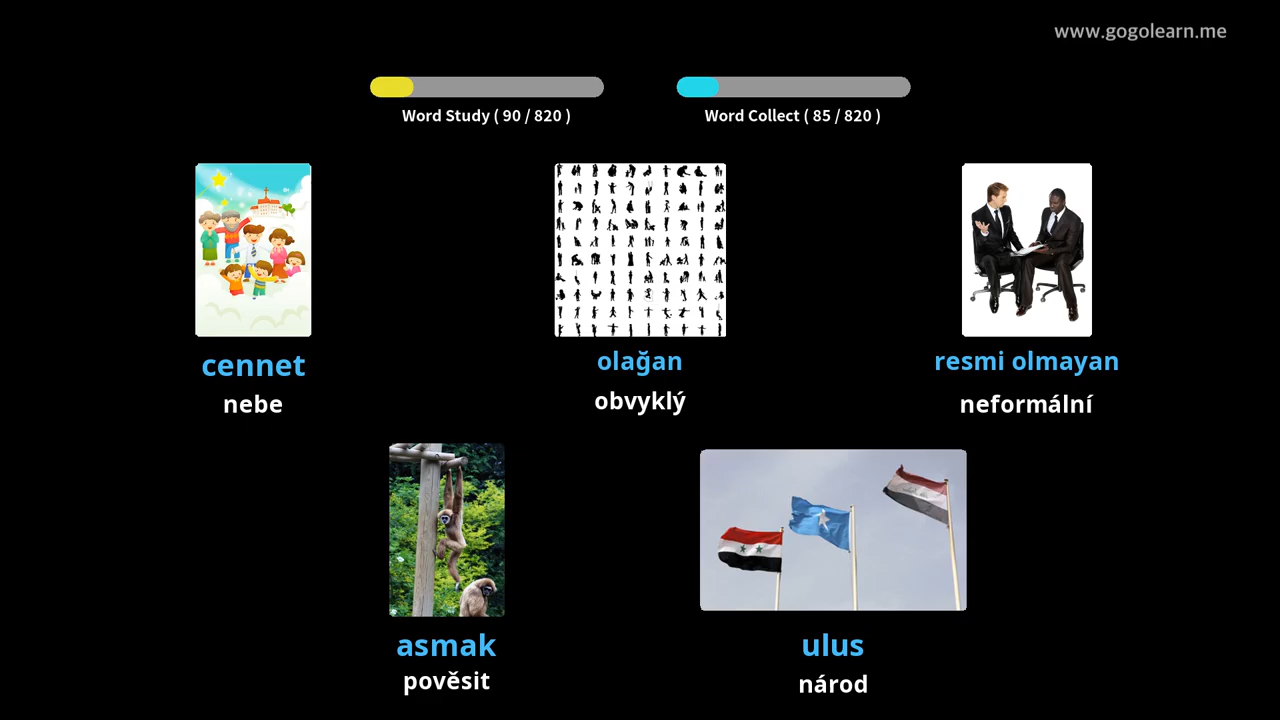 www.gogolearn.me
Word Study ( 90 / 820 )
Word Collect ( 85 / 820 )
cennet
nebe
olağan
obvyklý
resmi olmayan
neformální
asmak
pověsit
ulus
národ